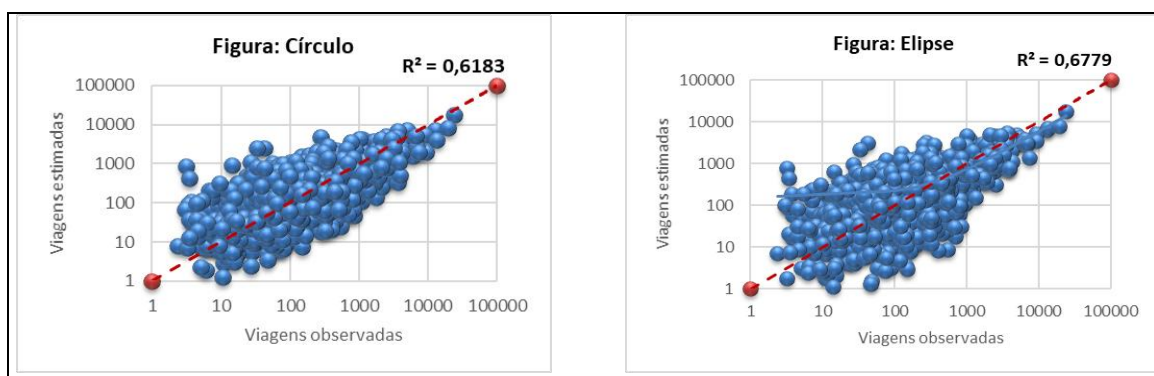 Figura: Círculo
R² = 0,6183
100000
10000
1000
100
10
1
Viagens estimadas
1 10 100 1000 10000 100000
Viagens observadas
Figura: Elipse
R² = 0,6779
100000
10000
1000
100
10
1
Viagens estimadas
1 10 100 1000 10000 100000
Viagens observadas